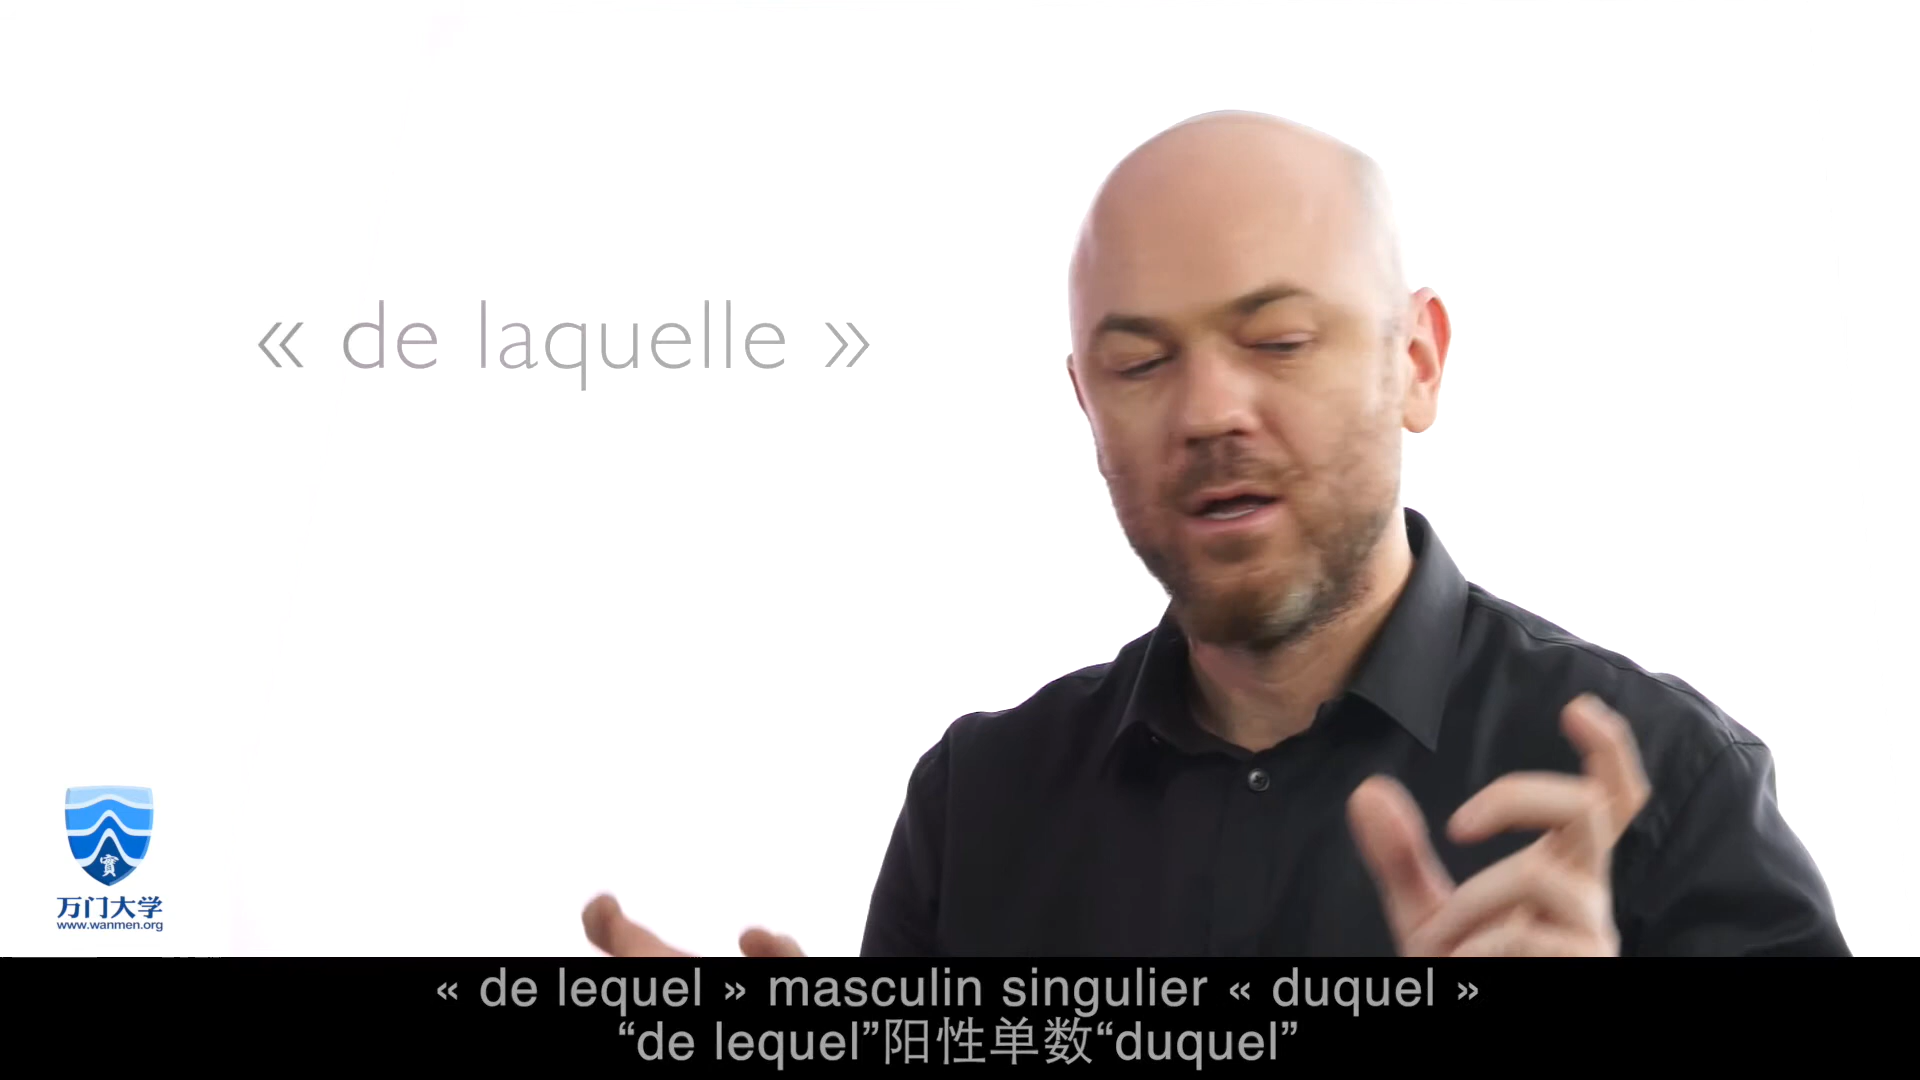 « de laquelle »
實
万门大学
www.wanmen.org
« de lequel » masculin singulier « duquel »
“de lequel”阳性单数“duquel”